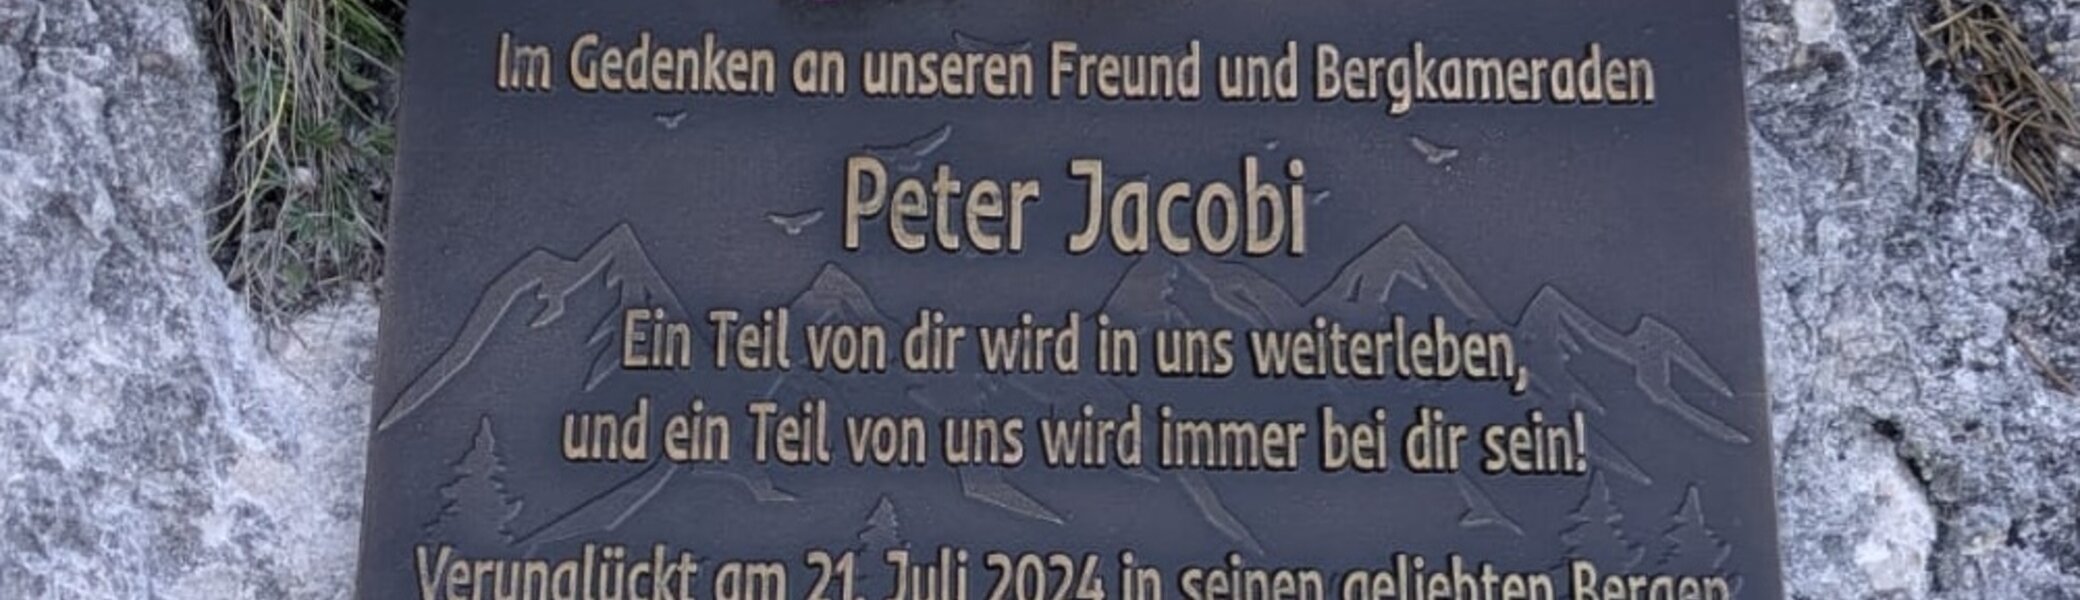 Im Gedenken an unseren Freund und Bergkameraden
Peter Jacobi
Ein Teil von dir wird in uns weiterleben,
und ein Teil von uns wird immer bei dir sein!
Verunglückt am 21. Juli 2024 in seinen geliebten Bergen